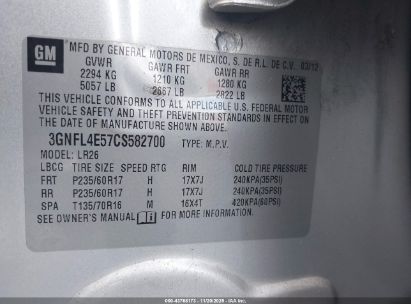 GM
MFD BY GENERAL MOTORS DE MEXICO, S. DE R.L. DE C.V. 03/12
GVWR GAWR FRT GAWR RR
2294 KG 1210 KG 1280 KG
5057 LB 2667 LB 2822 LB
THIS VEHICLE CONFORMS TO ALL APPLICABLE U.S. FEDERAL MOTOR
VEHICLE SAFETY AND THEFT PREVENTION STANDARDS IN EFFECT ON
THE DATE OF MANUFACTURE SHOWN ABOVE.
3GNFL4E57CS582700 TYPE: M.P.V.
MODEL: LR26
LBCG TIRE SIZE SPEED RTG RIM COLD TIRE PRESSURE
FRT P235/60R17 H 17X7J 240KPA(35PSI)
RR P235/60R17 H 17X7J 240KPA(35PSI)
SPA T135/70R16 M 16X4T 420KPA(60PSI)
SEE OWNER'S MANUAL FOR MORE INFORMATION.